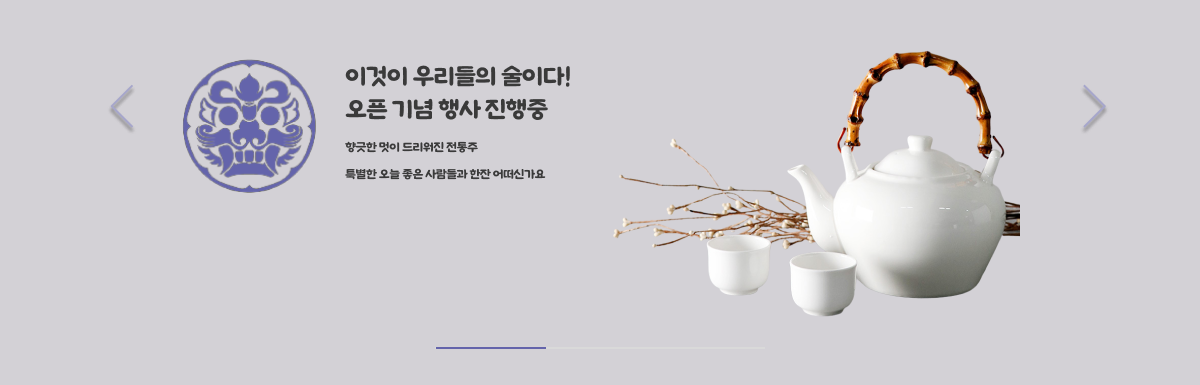 이것이 우리들의 술이다!
오픈 기념 행사 진행중
향긋한 멋이 드리워진 전통주
특별한 오늘 좋은 사람들과 한잔 어떠신가요